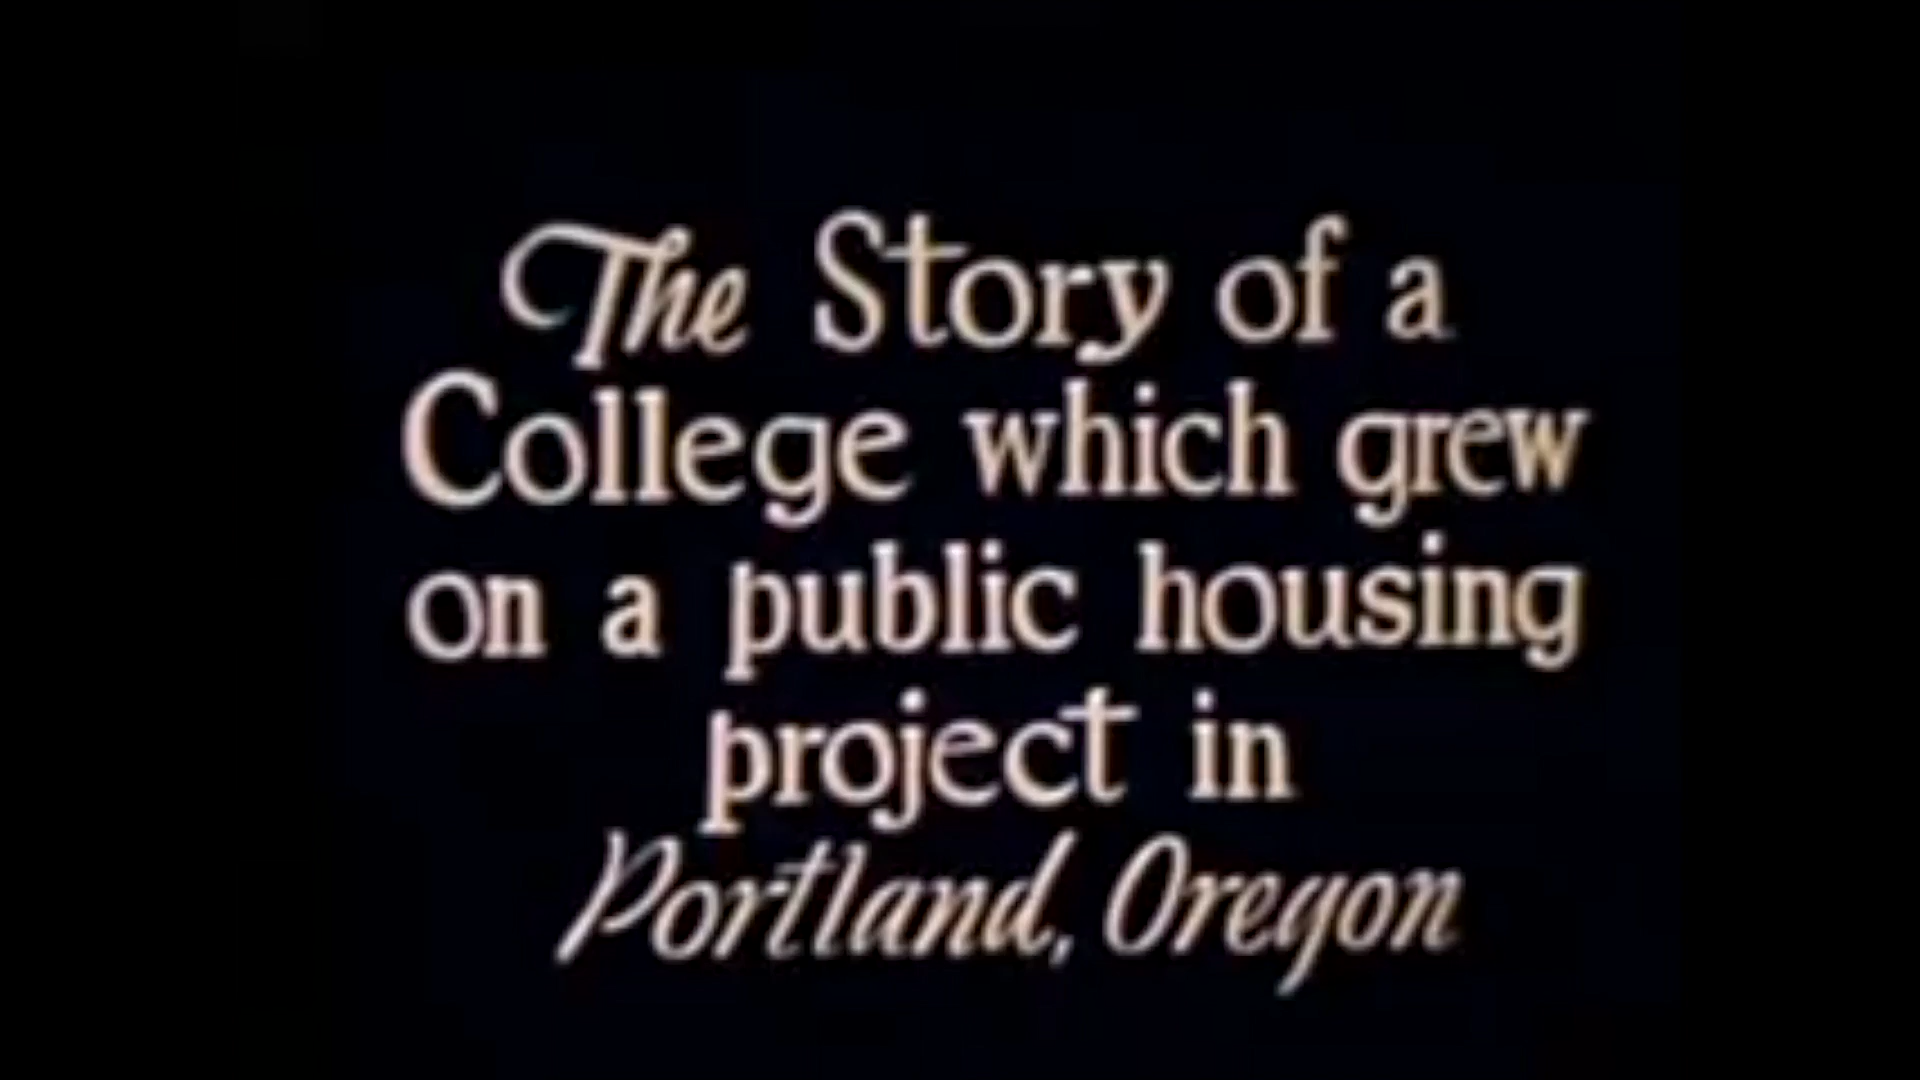 The Story of a
College which grew
on a public housing
project in
Portland, Oregon